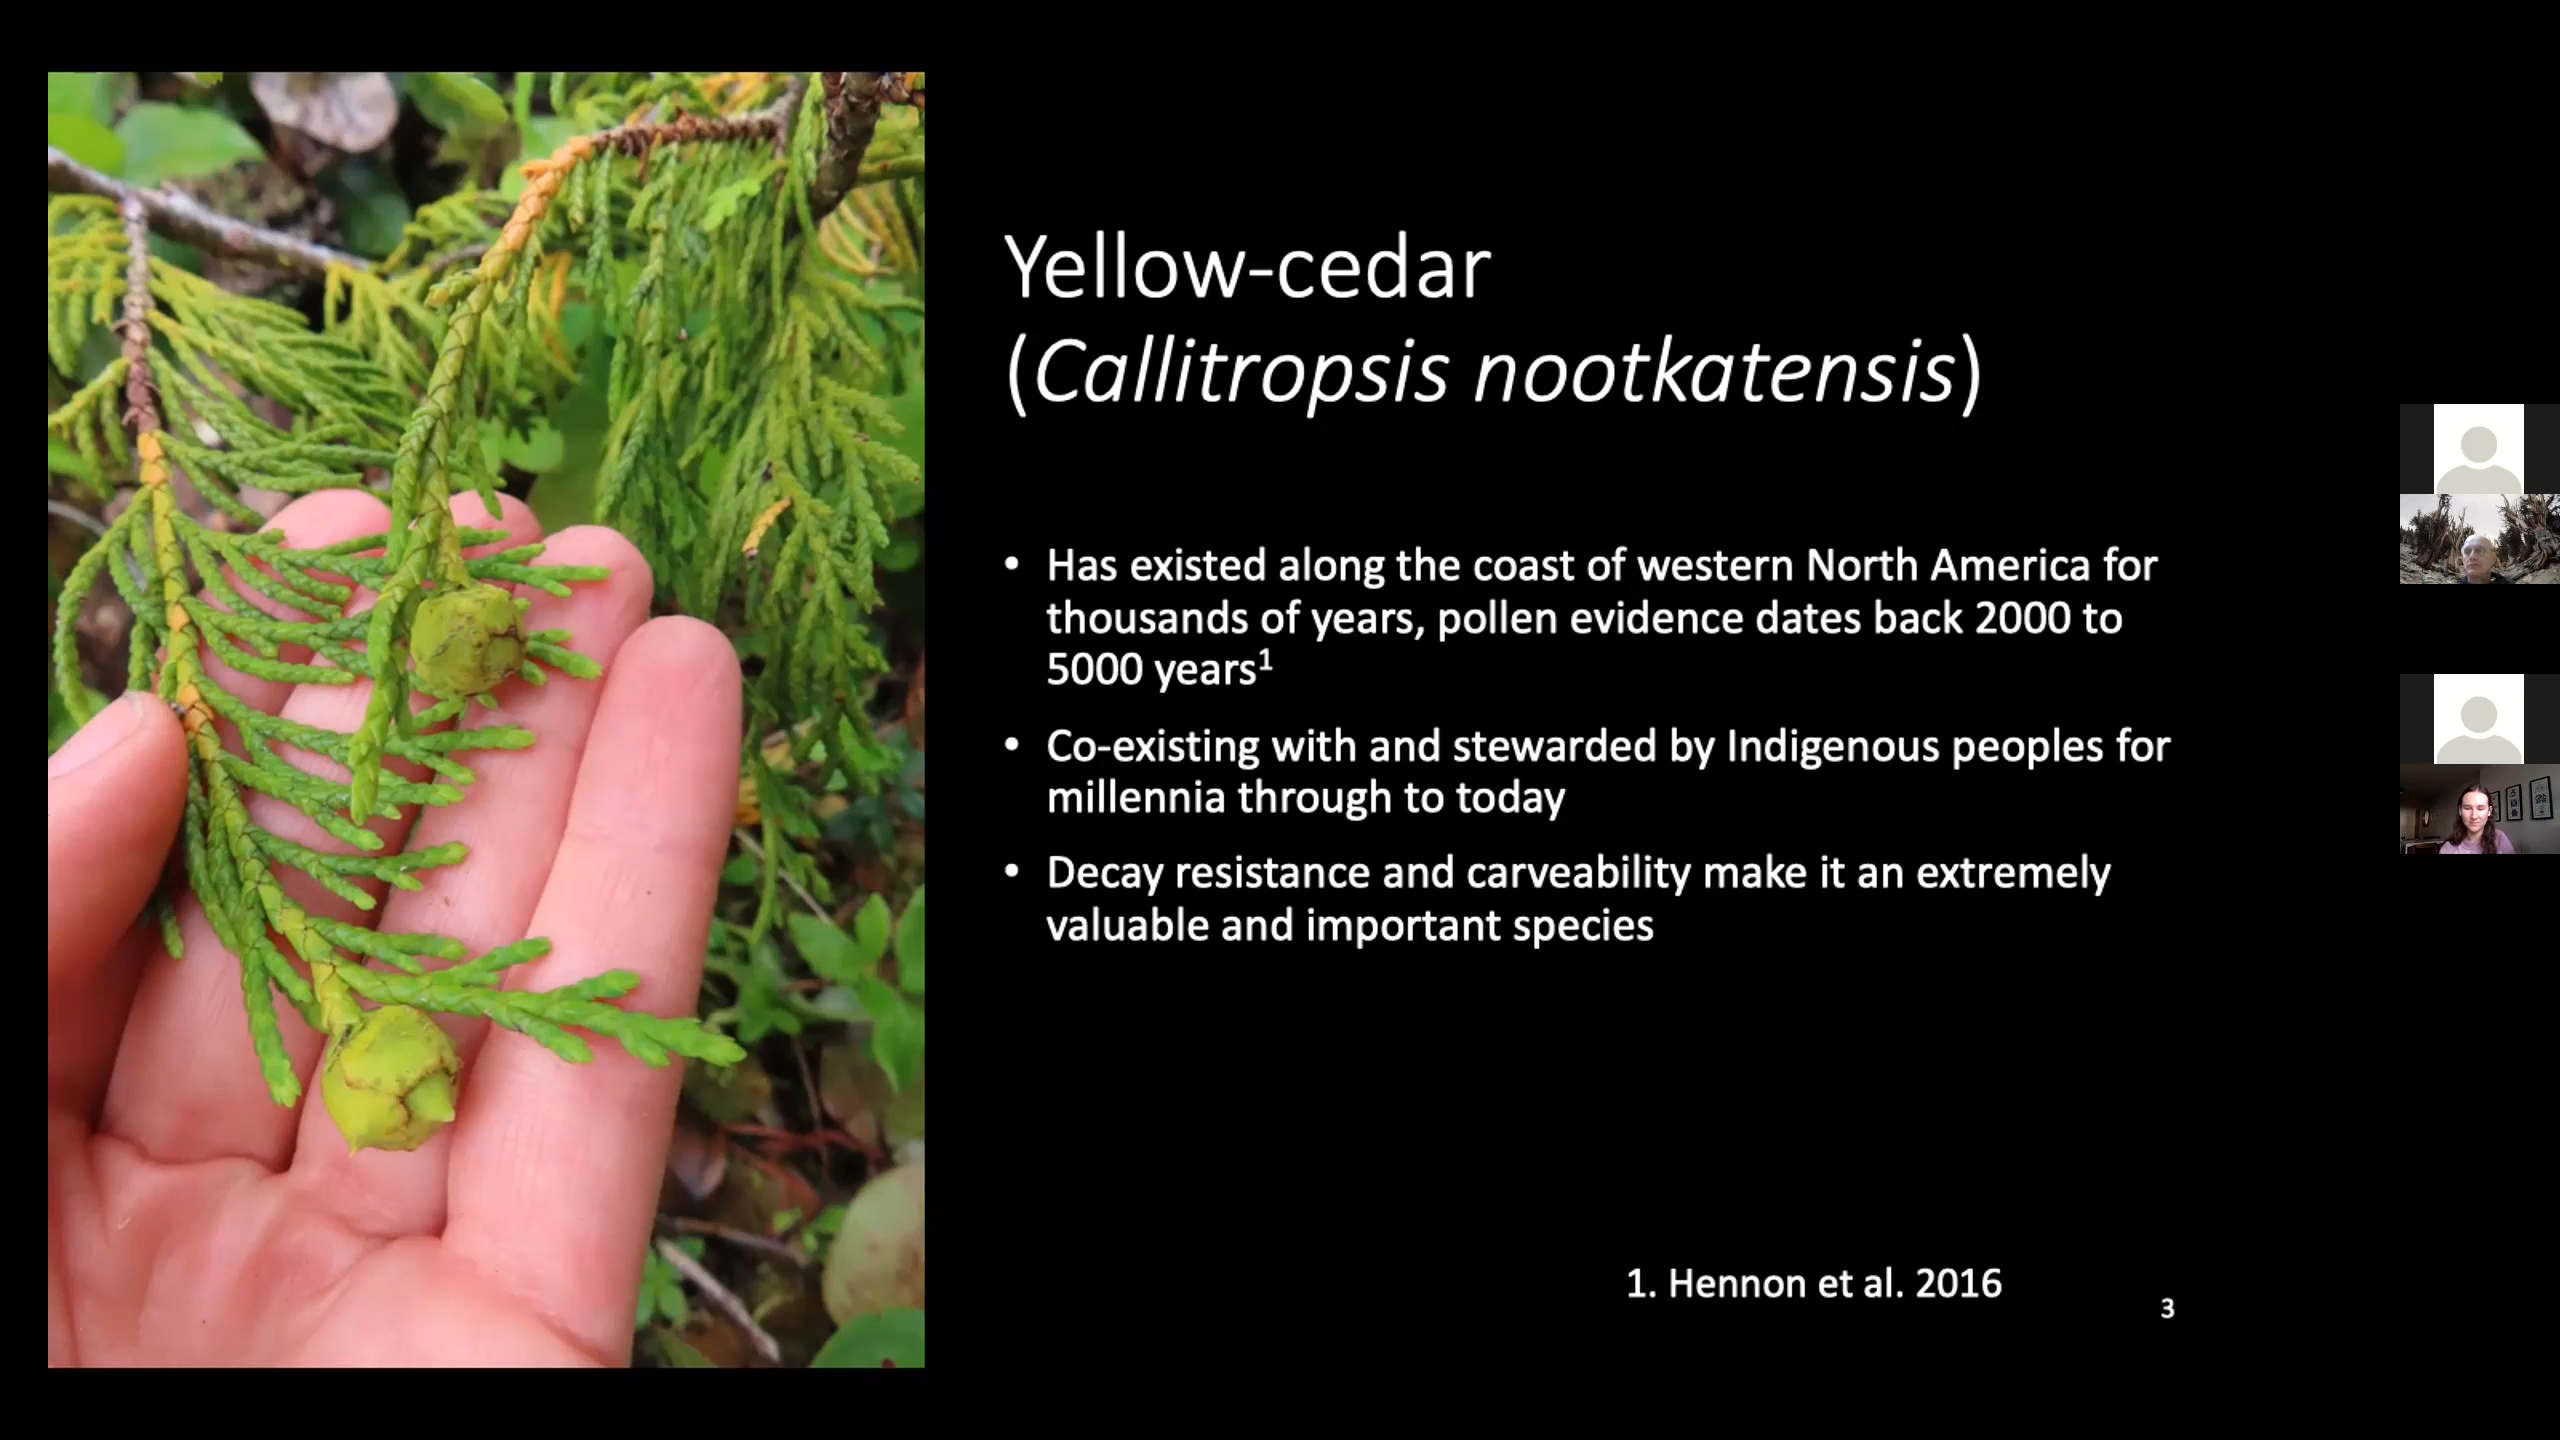 Yellow-cedar
(Callitropsis nootkatensis)
• Has existed along the coast of western North America for
thousands of years, pollen evidence dates back 2000 to
5000 years¹
• Co-existing with and stewarded by Indigenous peoples for
millennia through to today
• Decay resistance and carveability make it an extremely
valuable and important species
1. Hennon et al. 2016
3